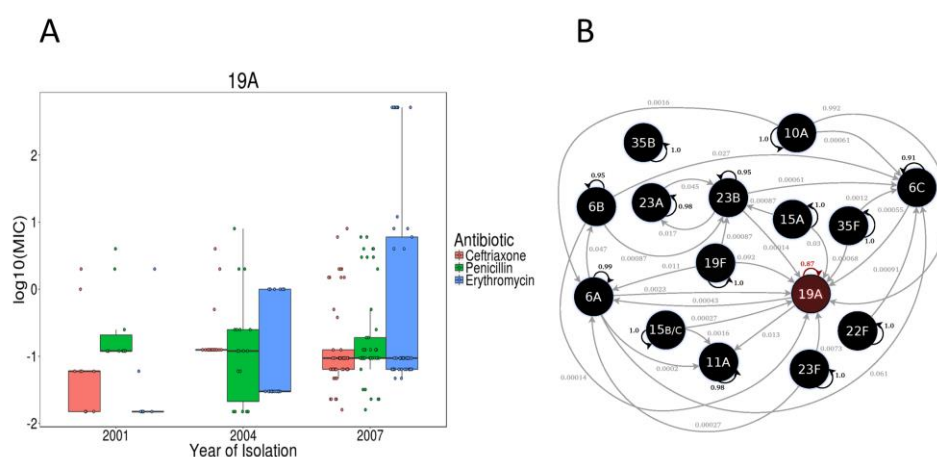 A
B
19A
log10(MIC)
2
1
0
-1
-2
2001
2004
2007
Year of Isolation
Antibiotic
Ceftriaxone
Penicillin
Erythromycin
0.0016
0.992
10A
1.0
0.00061
35B
1.0
0.027
0.91
6C
0.95
6B
0.045
23A
0.98
0.95
23B
0.00061
0.00087
1.0
15A
0.0012
35F
1.0
0.00055
0.017
0.047
0.00087
0.00087
0.00014
0.03
0.00068
19F
0.092
1.0
0.011
0.87
19A
0.00091
0.99
6A
0.0023
0.00043
0.00027
15B/C
1.0
0.0016
0.013
22F
1.0
11A
0.98
0.0002
0.0073
23F
1.0
0.061
0.00014
0.00027